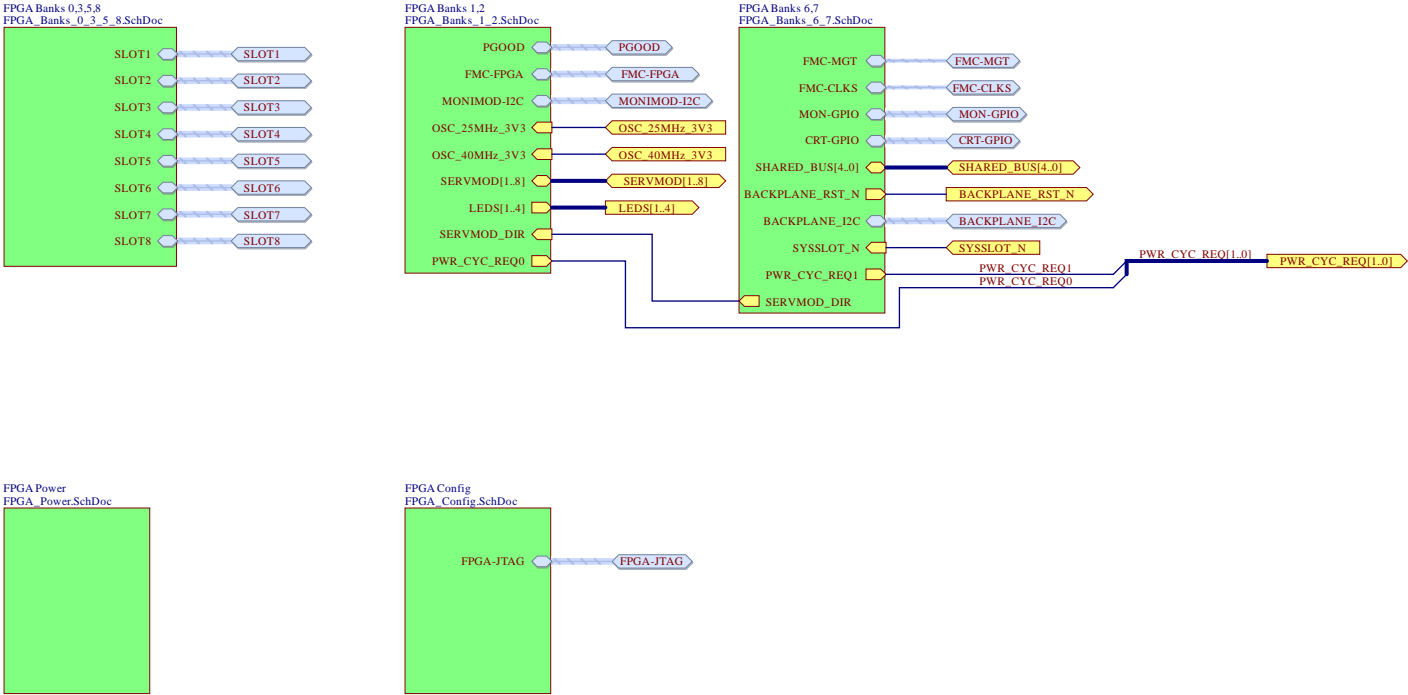 FPGA Banks 0,3,5,8
FPGA_Banks_0_3_5_8.SchDoc
SLOT1 SLOT1
SLOT2 SLOT2
SLOT3 SLOT3
SLOT4 SLOT4
SLOT5 SLOT5
SLOT6 SLOT6
SLOT7 SLOT7
SLOT8 SLOT8
FPGA Banks 1,2
FPGA_Banks_1_2.SchDoc
PGOOD PGOOD
FMC-FPGA FMC-FPGA
MONIMOD-I2C MONIMOD-I2C
OSC_25MHz_3V3 OSC_25MHz_3V3
OSC_40MHz_3V3 OSC_40MHz_3V3
SERVMOD[1..8] SERVMOD[1..8]
LEDS[1..4] LEDS[1..4]
SERVMOD_DIR
PWR_CYC_REQ0
FPGA Banks 6,7
FPGA_Banks_6_7.SchDoc
FMC-MGT FMC-MGT
FMC-CLKS FMC-CLKS
MON-GPIO MON-GPIO
CRT-GPIO CRT-GPIO
SHARED_BUS[4..0] SHARED_BUS[4..0]
BACKPLANE_RST_N BACKPLANE_RST_N
BACKPLANE_I2C BACKPLANE_I2C
SYSSLOT_N SYSSLOT_N
PWR_CYC_REQ1 PWR_CYC_REQ1
PWR_CYC_REQ[1..0] PWR_CYC_REQ[1..0]
PWR_CYC_REQ0
SERVMOD_DIR
FPGA Power
FPGA_Power.SchDoc
FPGA Config
FPGA_Config.SchDoc
FPGA-JTAG FPGA-JTAG